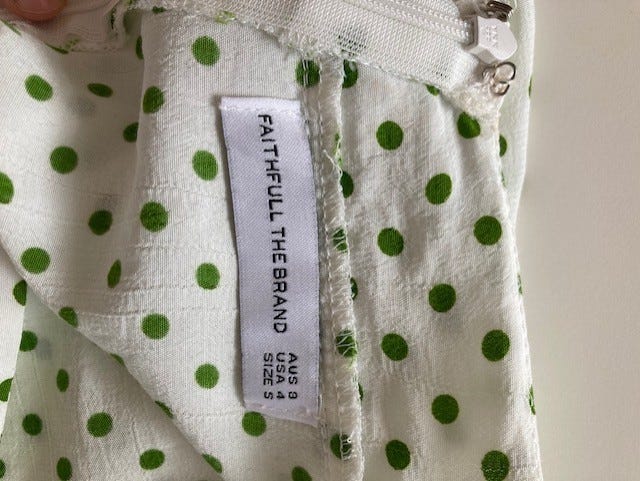 FAITHFULL THE BRAND
AUS 8
USA 4
SIZE S